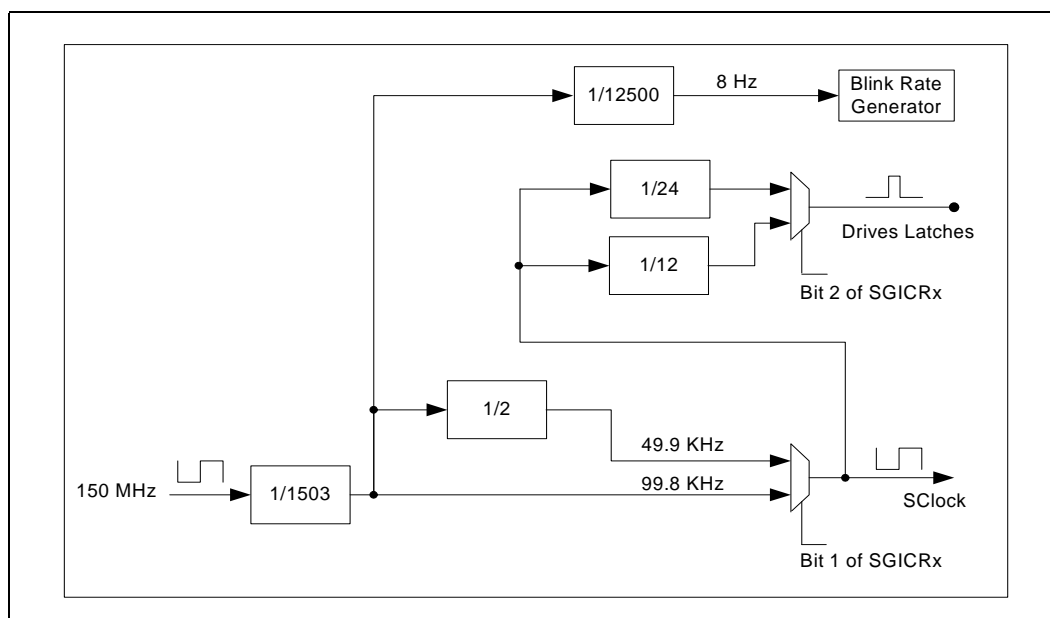 1/12500
8 Hz
Blink Rate
Generator
1/24
Drives Latches
1/12
Bit 2 of SGICRx
1/2
49.9 KHz
150 MHz
1/1503
99.8 KHz
SClock
Bit 1 of SGICRx